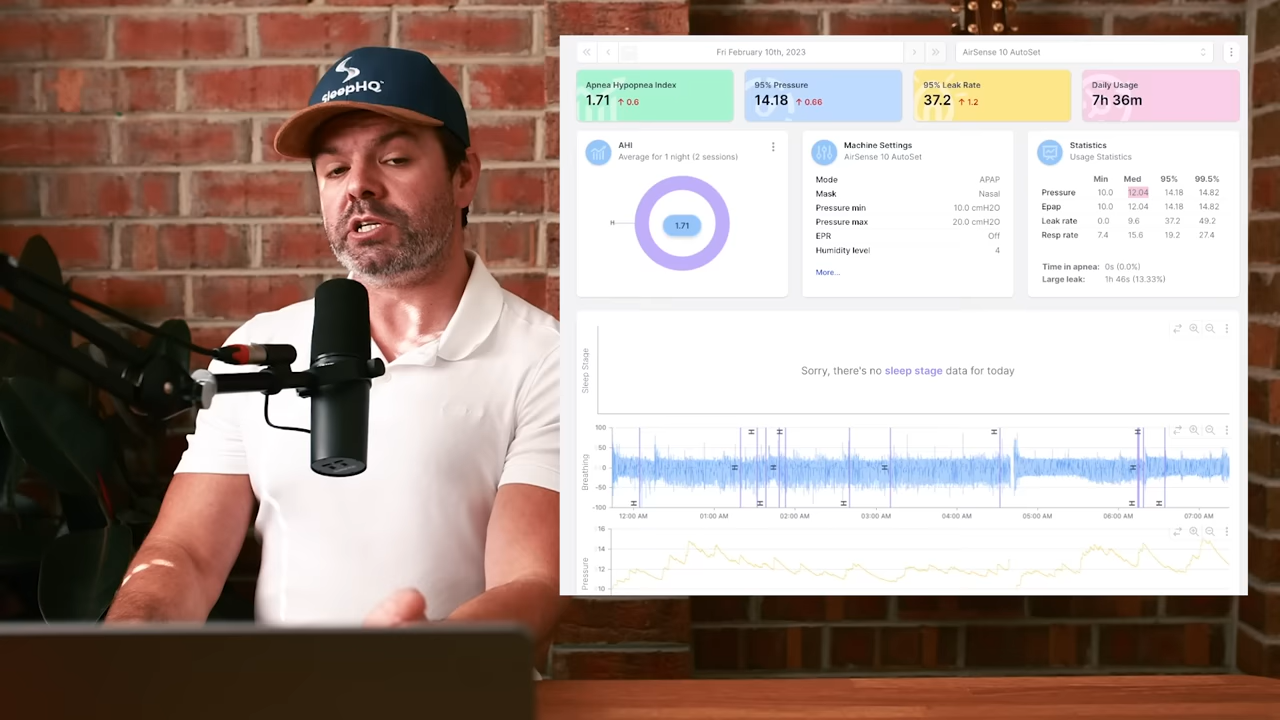 sleepHQ™
Fri February 10th, 2023
AirSense 10 AutoSet
Apnea Hypopnea Index
1.71 ↑ 0.6
95% Pressure
14.18 ↑ 0.66
95% Leak Rate
37.2 ↑ 1.2
Daily Usage
7h 36m
AHI
Average for 1 night (2 sessions)
H
1.71
Machine Settings
AirSense 10 AutoSet
Mode APAP
Mask Nasal
Pressure min 10.0 cmH2O
Pressure max 20.0 cmH2O
EPR Off
Humidity level 4
More...
Statistics
Usage Statistics
Min Med 95% 99.5%
Pressure 10.0 12.04 14.18 14.82
Epap 10.0 12.04 14.18 14.82
Leak rate 0.0 9.6 37.2 49.2
Resp rate 7.4 15.6 19.2 27.4
Time in apnea: 0s (0.0%)
Large leak: 1h 46s (13.33%)
Sleep Stage
Sorry, there's no sleep stage data for today
Breathing
100
50
0
-50
-100
H H H
H H H H
H H H H H
12:00 AM 01:00 AM 02:00 AM 03:00 AM 04:00 AM 05:00 AM 06:00 AM 07:00 AM
Pressure
16
14
12
10